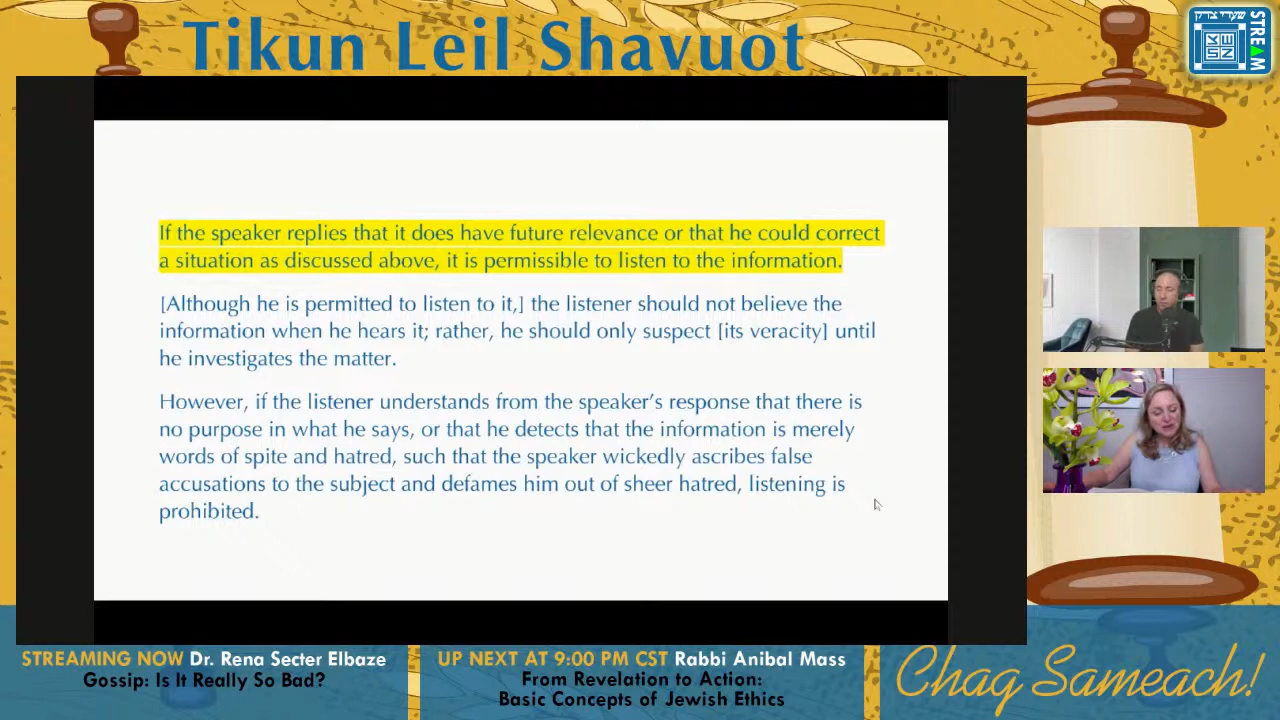 Tikun Leil Shavuot
שערי צדק
STREAM
If the speaker replies that it does have future relevance or that he could correct
a situation as discussed above, it is permissible to listen to the information.
[Although he is permitted to listen to it,] the listener should not believe the
information when he hears it; rather, he should only suspect [its veracity] until
he investigates the matter.
However, if the listener understands from the speaker's response that there is
no purpose in what he says, or that he detects that the information is merely
words of spite and hatred, such that the speaker wickedly ascribes false
accusations to the subject and defames him out of sheer hatred, listening is
prohibited.
STREAMING NOW Dr. Rena Secter Elbaze
Gossip: Is It Really So Bad?
UP NEXT AT 9:00 PM CST Rabbi Anibal Mass
From Revelation to Action:
Basic Concepts of Jewish Ethics
Chag Sameach!